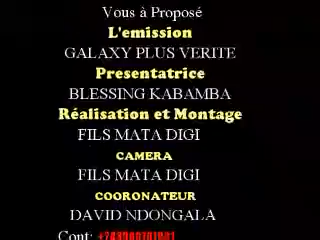 Vous à Proposé
L'emission
GALAXY PLUS VERITE
Presentatrice
BLESSING KABAMBA
Réalisation et Montage
FILS MATA DIGI
CAMERA
FILS MATA DIGI
COORONATEUR
DAVID NDONGALA
Cont: